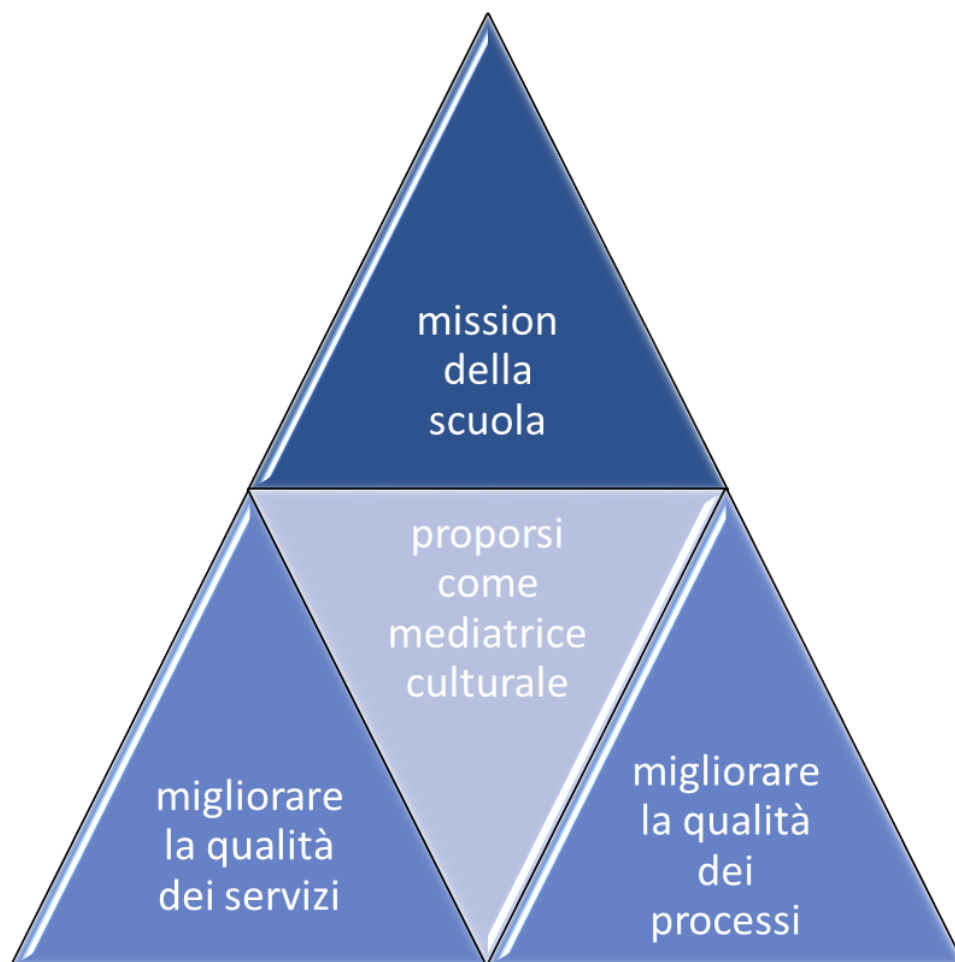 mission
della
scuola
proporsi
come
mediatrice
culturale
migliorare
la qualità
dei servizi
migliorare
la qualità
dei
processi